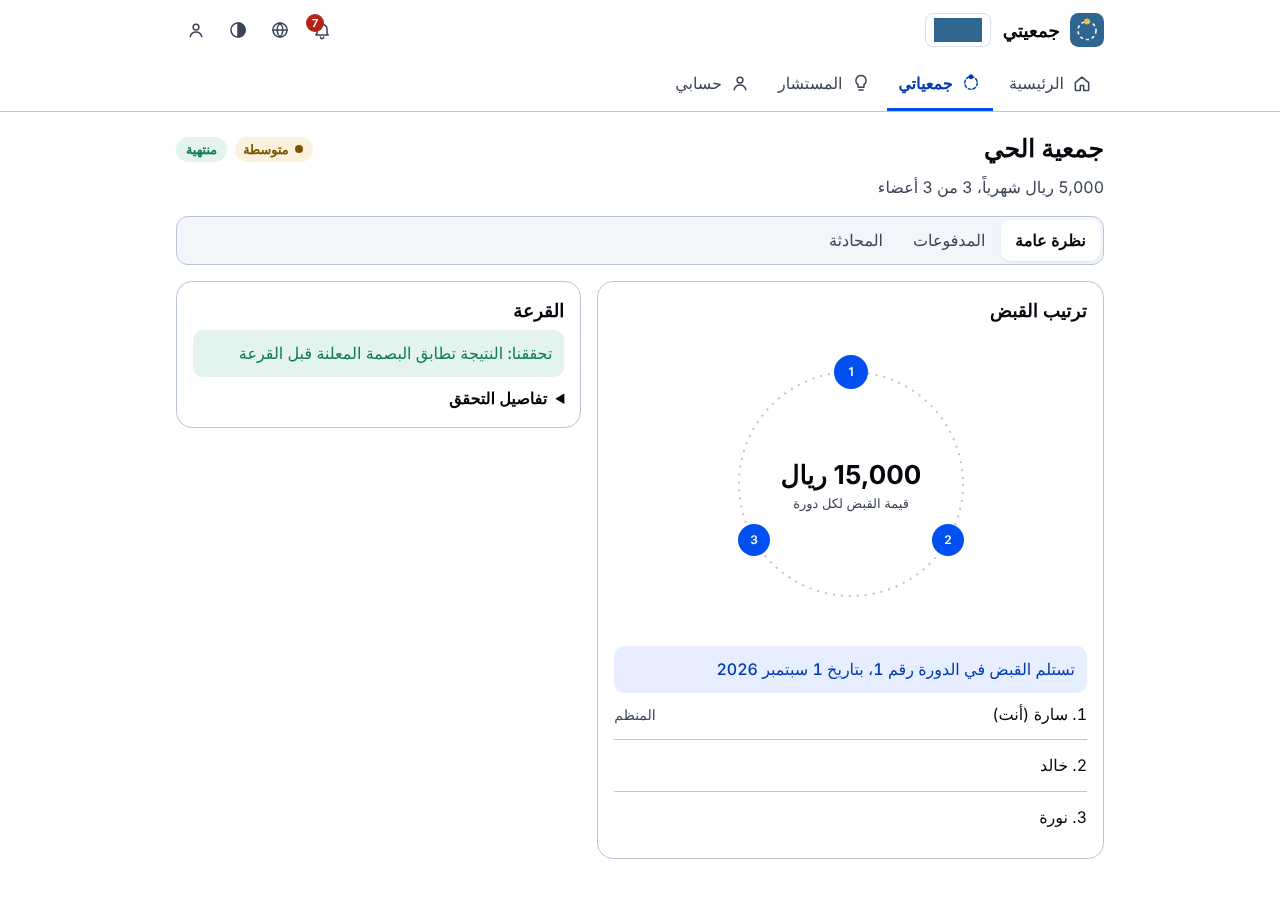 جمعيتي
7
الرئيسية
جمعياتي
المستشار
حسابي
جمعية الحي
متوسطة
منتهية
5,000 ريال شهرياً، 3 من 3 أعضاء
نظرة عامة
المدفوعات
المحادثة
ترتيب القبض
1
15,000 ريال
قيمة القبض لكل دورة
2
3
تستلم القبض في الدورة رقم 1، بتاريخ 1 سبتمبر 2026
1. سارة (أنت)
المنظم
2. خالد
3. نورة
القرعة
تحققنا: النتيجة تطابق البصمة المعلنة قبل القرعة
تفاصيل التحقق